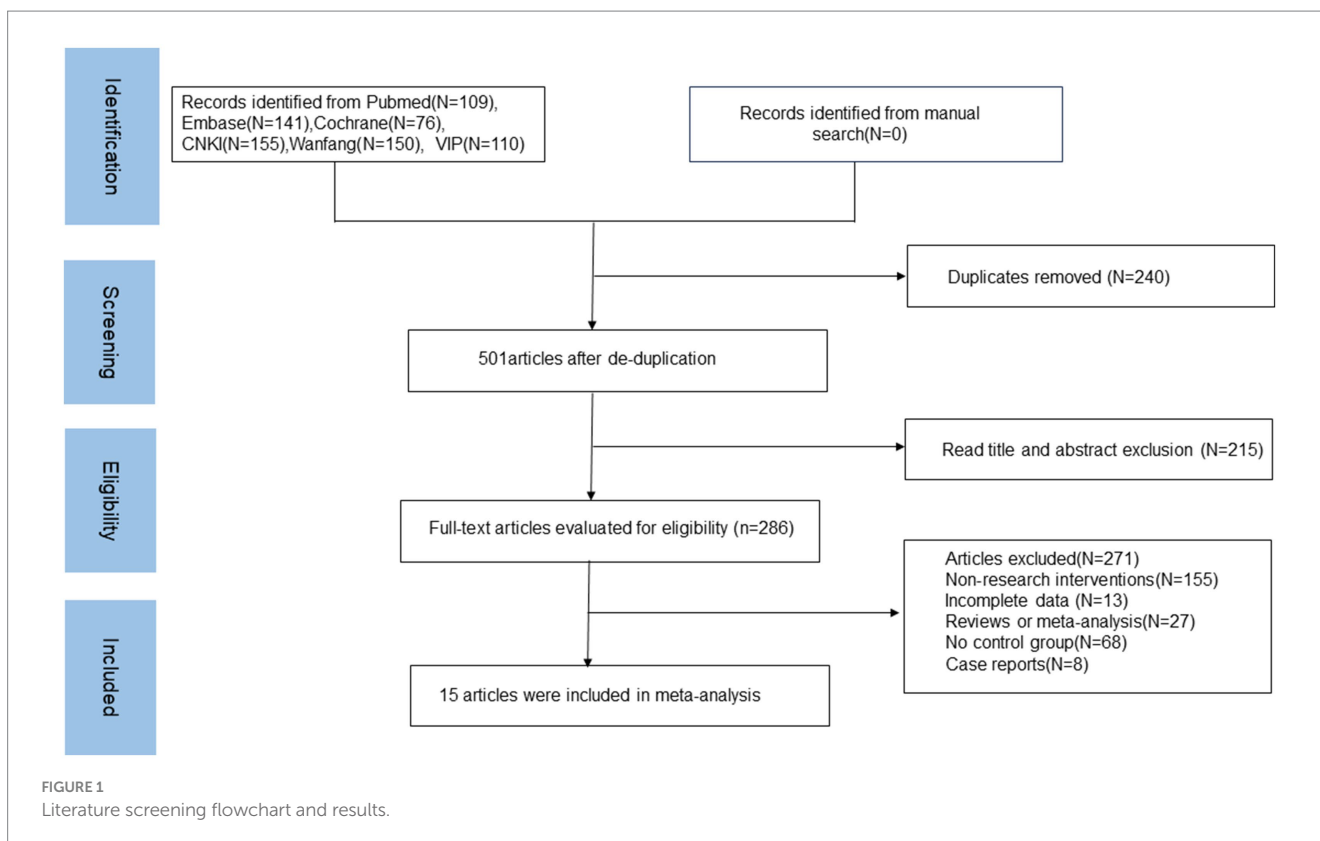 Identification
Records identified from Pubmed(N=109),
Embase(N=141),Cochrane(N=76),
CNKI(N=155),Wanfang(N=150), VIP(N=110)
Records identified from manual
search(N=0)
Screening
Duplicates removed (N=240)
501articles after de-duplication
Eligibility
Read title and abstract exclusion (N=215)
Full-text articles evaluated for eligibility (n=286)
Articles excluded(N=271)
Non-research interventions(N=155)
Incomplete data (N=13)
Reviews or meta-analysis(N=27)
No control group(N=68)
Case reports(N=8)
Included
15 articles were included in meta-analysis
FIGURE 1
Literature screening flowchart and results.